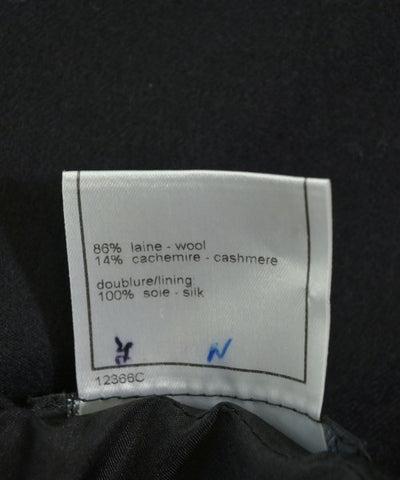 86% laine - wool
14% cachemire - cashmere
doublure/lining
100% soie - silk
N
12366C